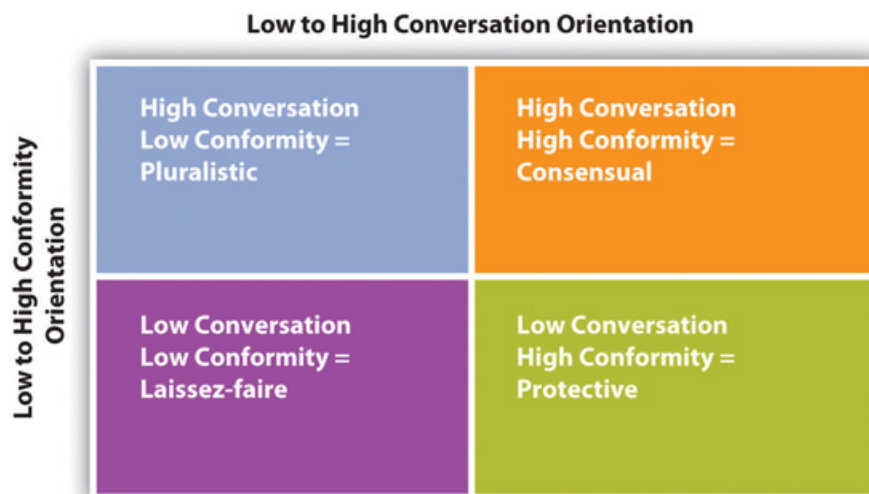 Low to High Conversation Orientation
Low to High Conformity
Orientation
High Conversation
Low Conformity =
Pluralistic
High Conversation
High Conformity =
Consensual
Low Conversation
Low Conformity =
Laissez-faire
Low Conversation
High Conformity =
Protective